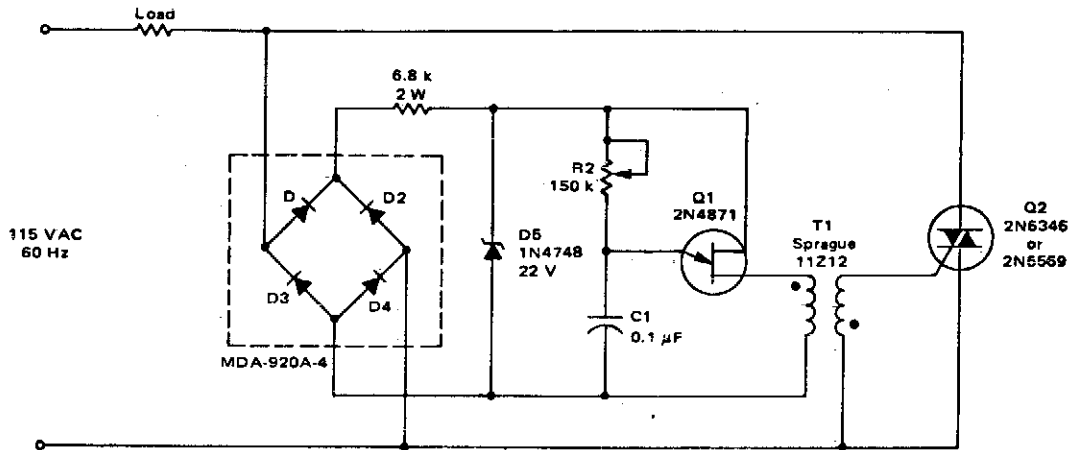 Load
6.8 k
2 W
R2
150 k
Q1
2N4871
Q2
2N6346
or
2N5569
D
D2
115 VAC
60 Hz
D5
1N4748
22 V
T1
Sprague
11Z12
D3
D4
C1
0.1 μF
MDA-920A-4